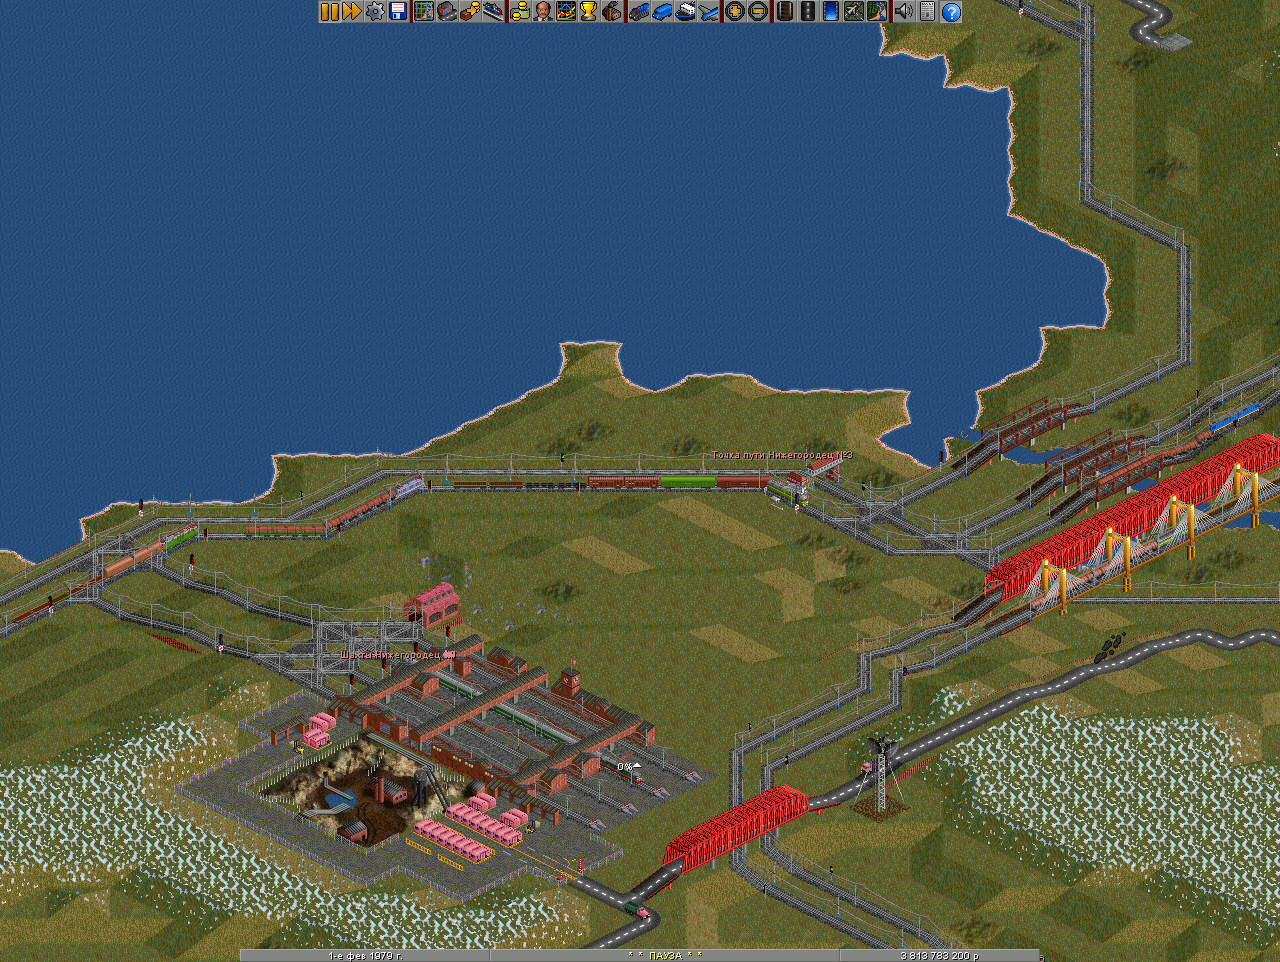 Точка пути Нижегородец №3
Шахты Нижегородец
0%
1-е фев 1979 г.
* * ПАУЗА * *
3 813 783 200 р